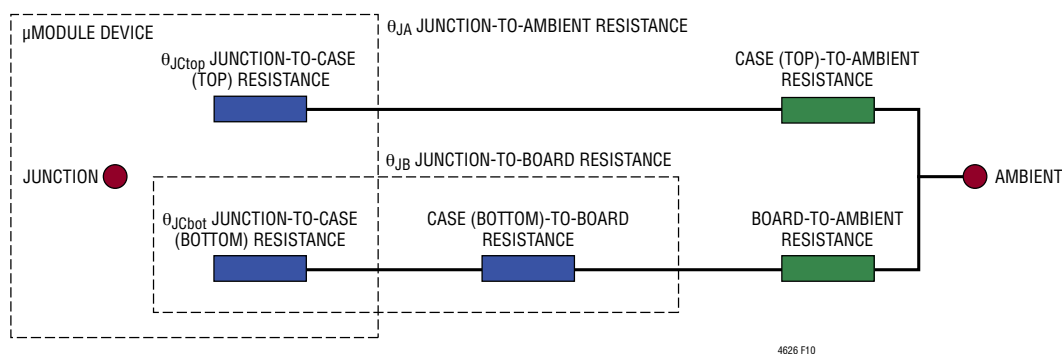 µMODULE DEVICE
θJA JUNCTION-TO-AMBIENT RESISTANCE
θJCtop JUNCTION-TO-CASE
(TOP) RESISTANCE
CASE (TOP)-TO-AMBIENT
RESISTANCE
θJB JUNCTION-TO-BOARD RESISTANCE
JUNCTION
AMBIENT
θJCbot JUNCTION-TO-CASE
(BOTTOM) RESISTANCE
CASE (BOTTOM)-TO-BOARD
RESISTANCE
BOARD-TO-AMBIENT
RESISTANCE
4626 F10